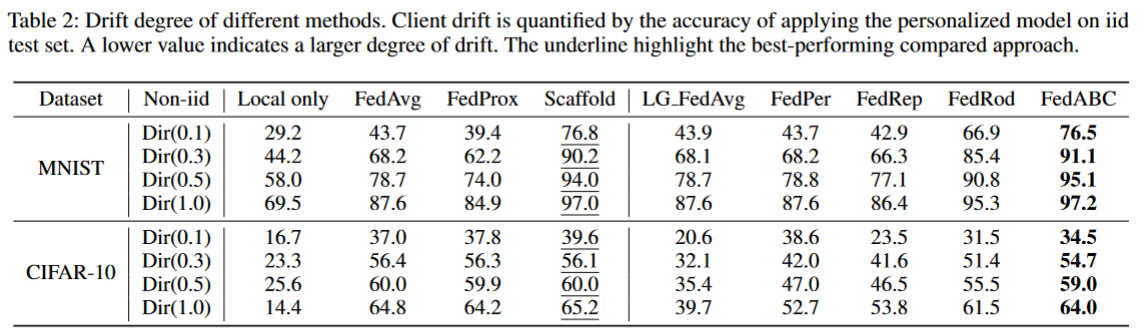 Table 2: Drift degree of different methods. Client drift is quantified by the accuracy of applying the personalized model on iid
test set. A lower value indicates a larger degree of drift. The underline highlight the best-performing compared approach.
Dataset Non-iid Local only FedAvg FedProx Scaffold LG_FedAvg FedPer FedRep FedRod FedABC
MNIST
Dir(0.1) 29.2 43.7 39.4 76.8 43.9 43.7 42.9 66.9 76.5
Dir(0.3) 44.2 68.2 62.2 90.2 68.1 68.2 66.3 85.4 91.1
Dir(0.5) 58.0 78.7 74.0 94.0 78.7 78.8 77.1 90.8 95.1
Dir(1.0) 69.5 87.6 84.9 97.0 87.6 87.6 86.4 95.3 97.2
CIFAR-10
Dir(0.1) 16.7 37.0 37.8 39.6 20.6 38.6 23.5 31.5 34.5
Dir(0.3) 23.3 56.4 56.3 56.1 32.1 42.0 41.6 51.4 54.7
Dir(0.5) 25.6 60.0 59.9 60.0 35.4 47.0 46.5 55.5 59.0
Dir(1.0) 14.4 64.8 64.2 65.2 39.7 52.7 53.8 61.5 64.0